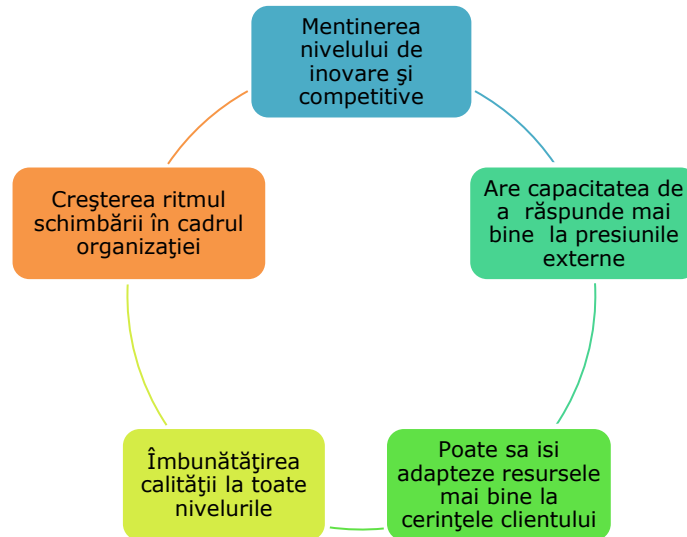 Mentinerea
nivelului de
inovare şi
competitive
Are capacitatea de
a răspunde mai
bine la presiunile
externe
Poate sa isi
adapteze resursele
mai bine la
cerinţele clientului
Îmbunătăţirea
calităţii la toate
nivelurile
Creşterea ritmul
schimbării în cadrul
organizaţiei